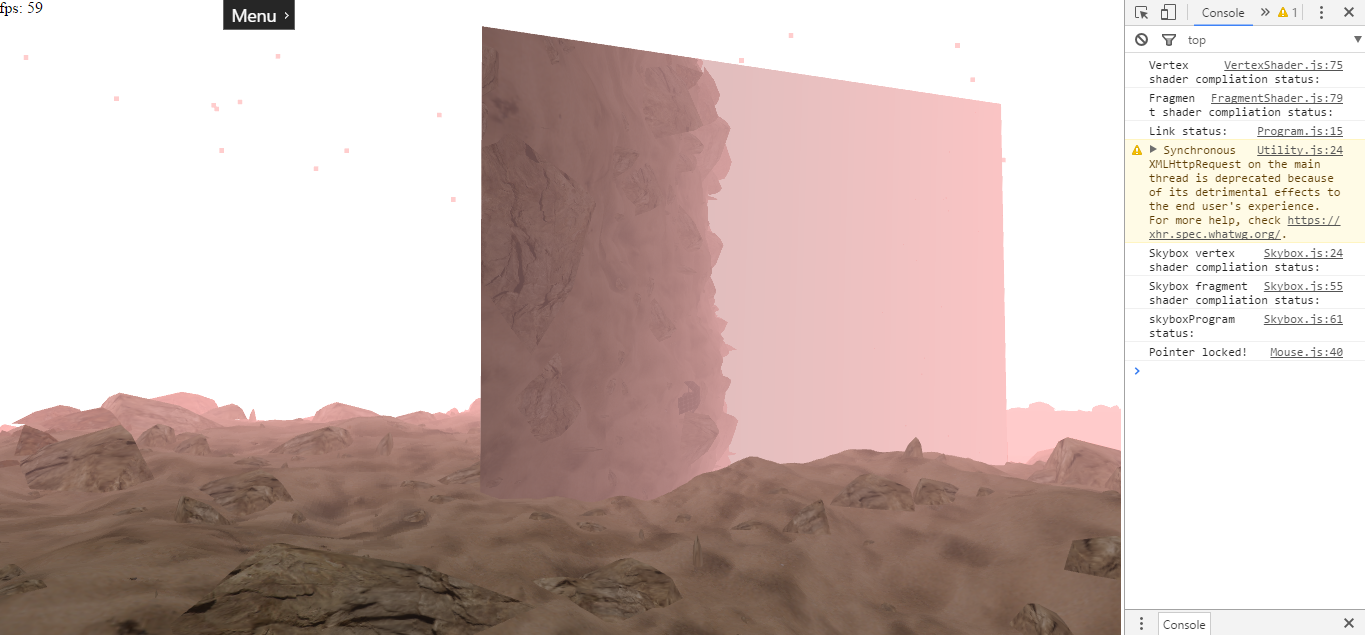 fps: 59
Menu ›
Console » 1
top
Vertex VertexShader.js:75
shader compliation status:
Fragmen FragmentShader.js:79
t shader compliation status:
Link status: Program.js:15
Synchronous Utility.js:24
XMLHttpRequest on the main
thread is deprecated because
of its detrimental effects to
the end user's experience.
For more help, check https://
xhr.spec.whatwg.org/.
Skybox vertex Skybox.js:24
shader compliation status:
Skybox fragment Skybox.js:55
shader compliation status:
skyboxProgram Skybox.js:61
status:
Pointer locked! Mouse.js:40
Console